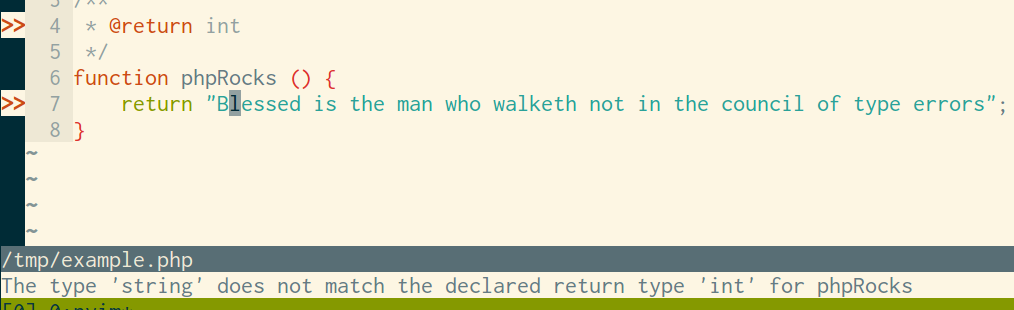 3 /**
>> 4 * @return int
5 */
6 function phpRocks () {
>> 7 return "Blessed is the man who walketh not in the council of type errors";
8 }
~
~
~
~
/tmp/example.php
The type 'string' does not match the declared return type 'int' for phpRocks
[0] 0:nvim*